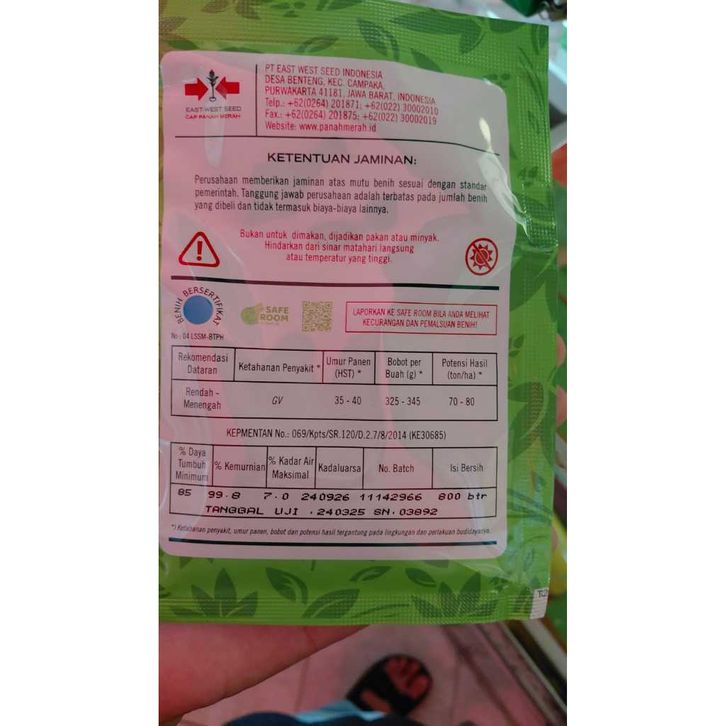 PT EAST WEST SEED INDONESIA
DESA BENTENG, KEC. CAMPAKA,
PURWAKARTA 41181, JAWA BARAT, INDONESIA
Telp.: +62(0264) 201871; +62(022) 30002010
Fax.: +62(0264) 201875; +62(022) 30002019
Website: www.panahmerah.id
EAST WEST SEED
CAP PANAH MERAH
KETENTUAN JAMINAN:
Perusahaan memberikan jaminan atas mutu benih sesuai dengan standar
pemerintah. Tanggung jawab perusahaan adalah terbatas pada jumlah benih
yang dibeli dan tidak termasuk biaya-biaya lainnya.
Bukan untuk dimakan, dijadikan pakan atau minyak.
Hindarkan dari sinar matahari langsung
atau temperatur yang tinggi.
BENIH BERSERTIFIKAT
No : 04 LSSM-BTPH
SAFE
ROOM
LAPORKAN KE SAFE ROOM BILA ANDA MELIHAT
KECURANGAN DAN PEMALSUAN BENIH!
Rekomendasi Dataran Ketahanan Penyakit * Umur Panen (HST) * Bobot per Buah (g) * Potensi Hasil (ton/ha) *
Rendah - Menengah GV 35 - 40 325 - 345 70 - 80
KEPMENTAN No.: 069/Kpts/SR.120/D.2.7/8/2014 (KE30685)
% Daya Tumbuh Minimum % Kemurnian % Kadar Air Maksimal Kadaluarsa No. Batch Isi Bersih
85 99.8 7.0 240926 11142966 800 btr
TANGGAL UJI .240325 SN.03892
*) Ketahanan penyakit, umur panen, bobot dan potensi hasil tergantung pada lingkungan dan perlakuan budidayanya.